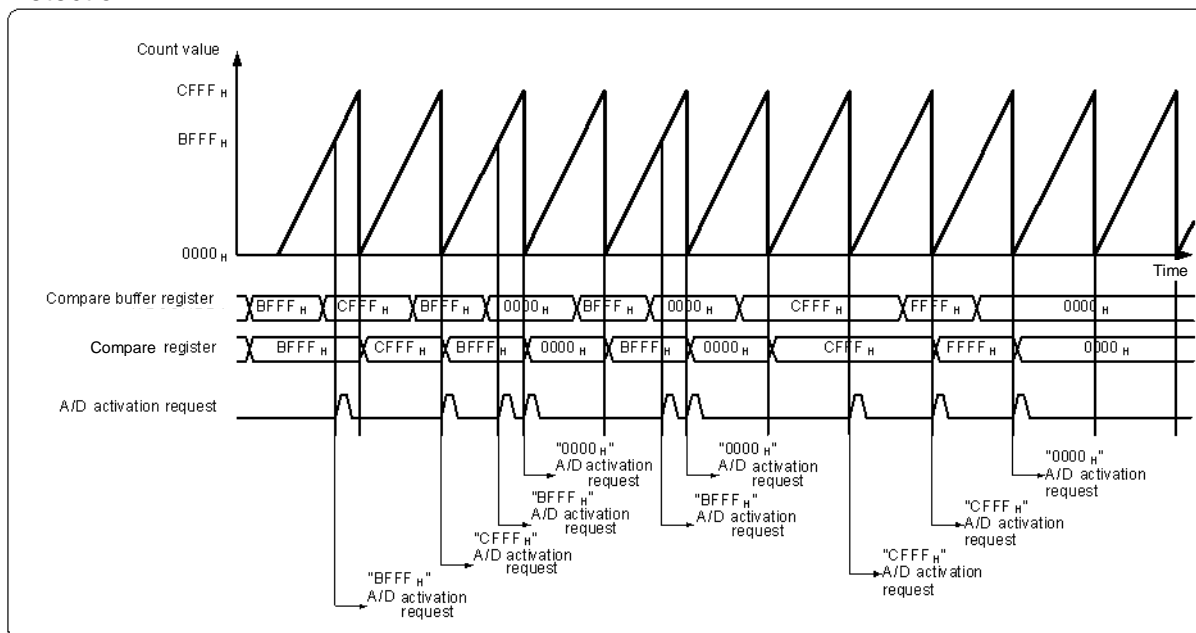 Count value
CFFF H
BFFF H
0000 H
Time
Compare buffer register
BFFF H CFFF H BFFF H 0000 H BFFF H 0000 H CFFF H FFFF H 0000 H
Compare register
BFFF H CFFF H BFFF H 0000 H BFFF H 0000 H CFFF H FFFF H 0000 H
A/D activation request
"0000 H"
A/D activation
request
"0000 H"
A/D activation
request
"0000 H"
A/D activation
request
"BFFF H"
A/D activation
request
"BFFF H"
A/D activation
request
"CFFF H"
A/D activation
request
"CFFF H"
A/D activation
request
"CFFF H"
A/D activation
request
"BFFF H"
A/D activation
request